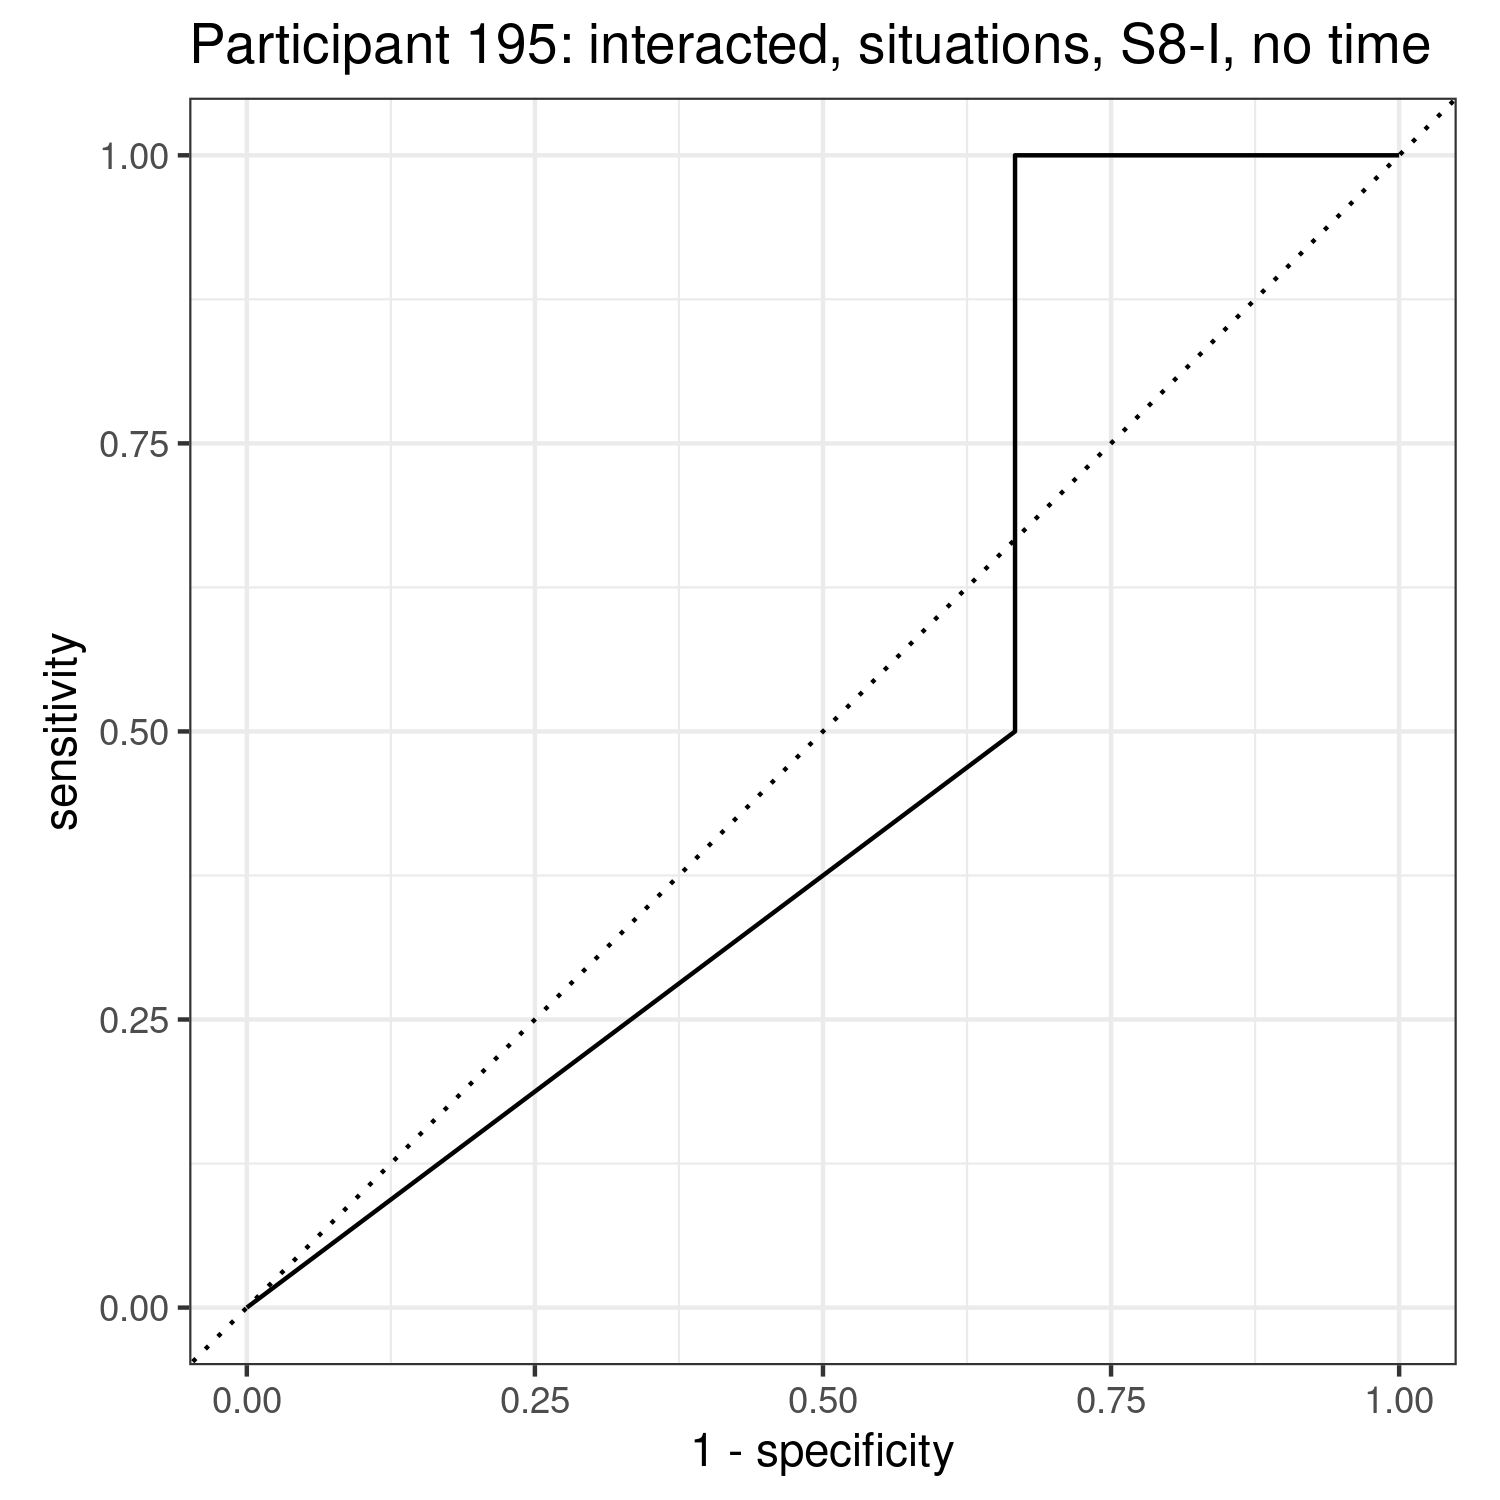 Participant 195: interacted, situations, S8-I, no time
1.00
0.75
0.50
0.25
0.00
sensitivity
0.00 0.25 0.50 0.75 1.00
1 - specificity